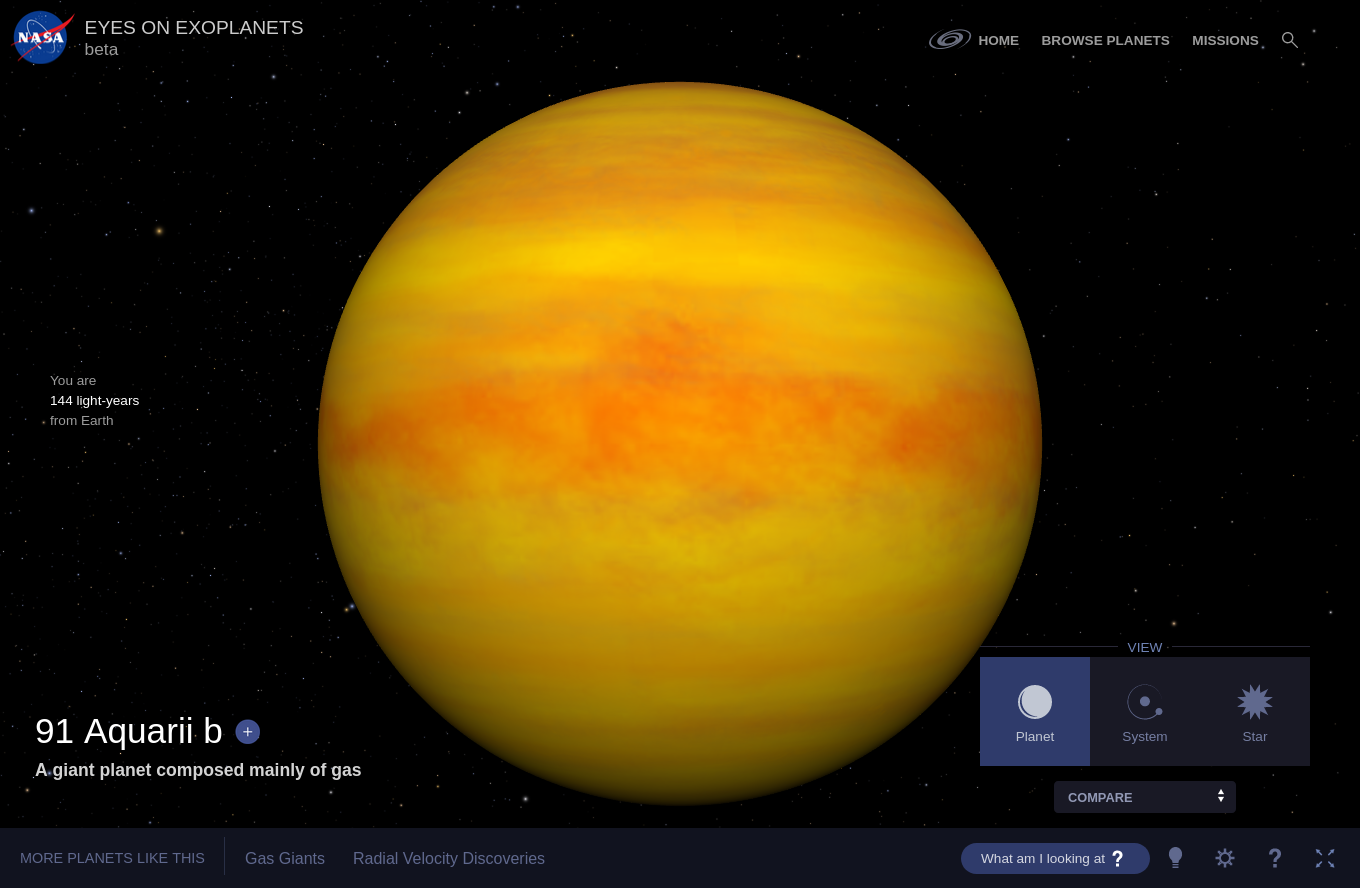 NASA
EYES ON EXOPLANETS
beta
HOME
BROWSE PLANETS
MISSIONS
You are
144 light-years
from Earth
91 Aquarii b +
A giant planet composed mainly of gas
VIEW
Planet
System
Star
COMPARE
MORE PLANETS LIKE THIS
Gas Giants
Radial Velocity Discoveries
What am I looking at ?
?